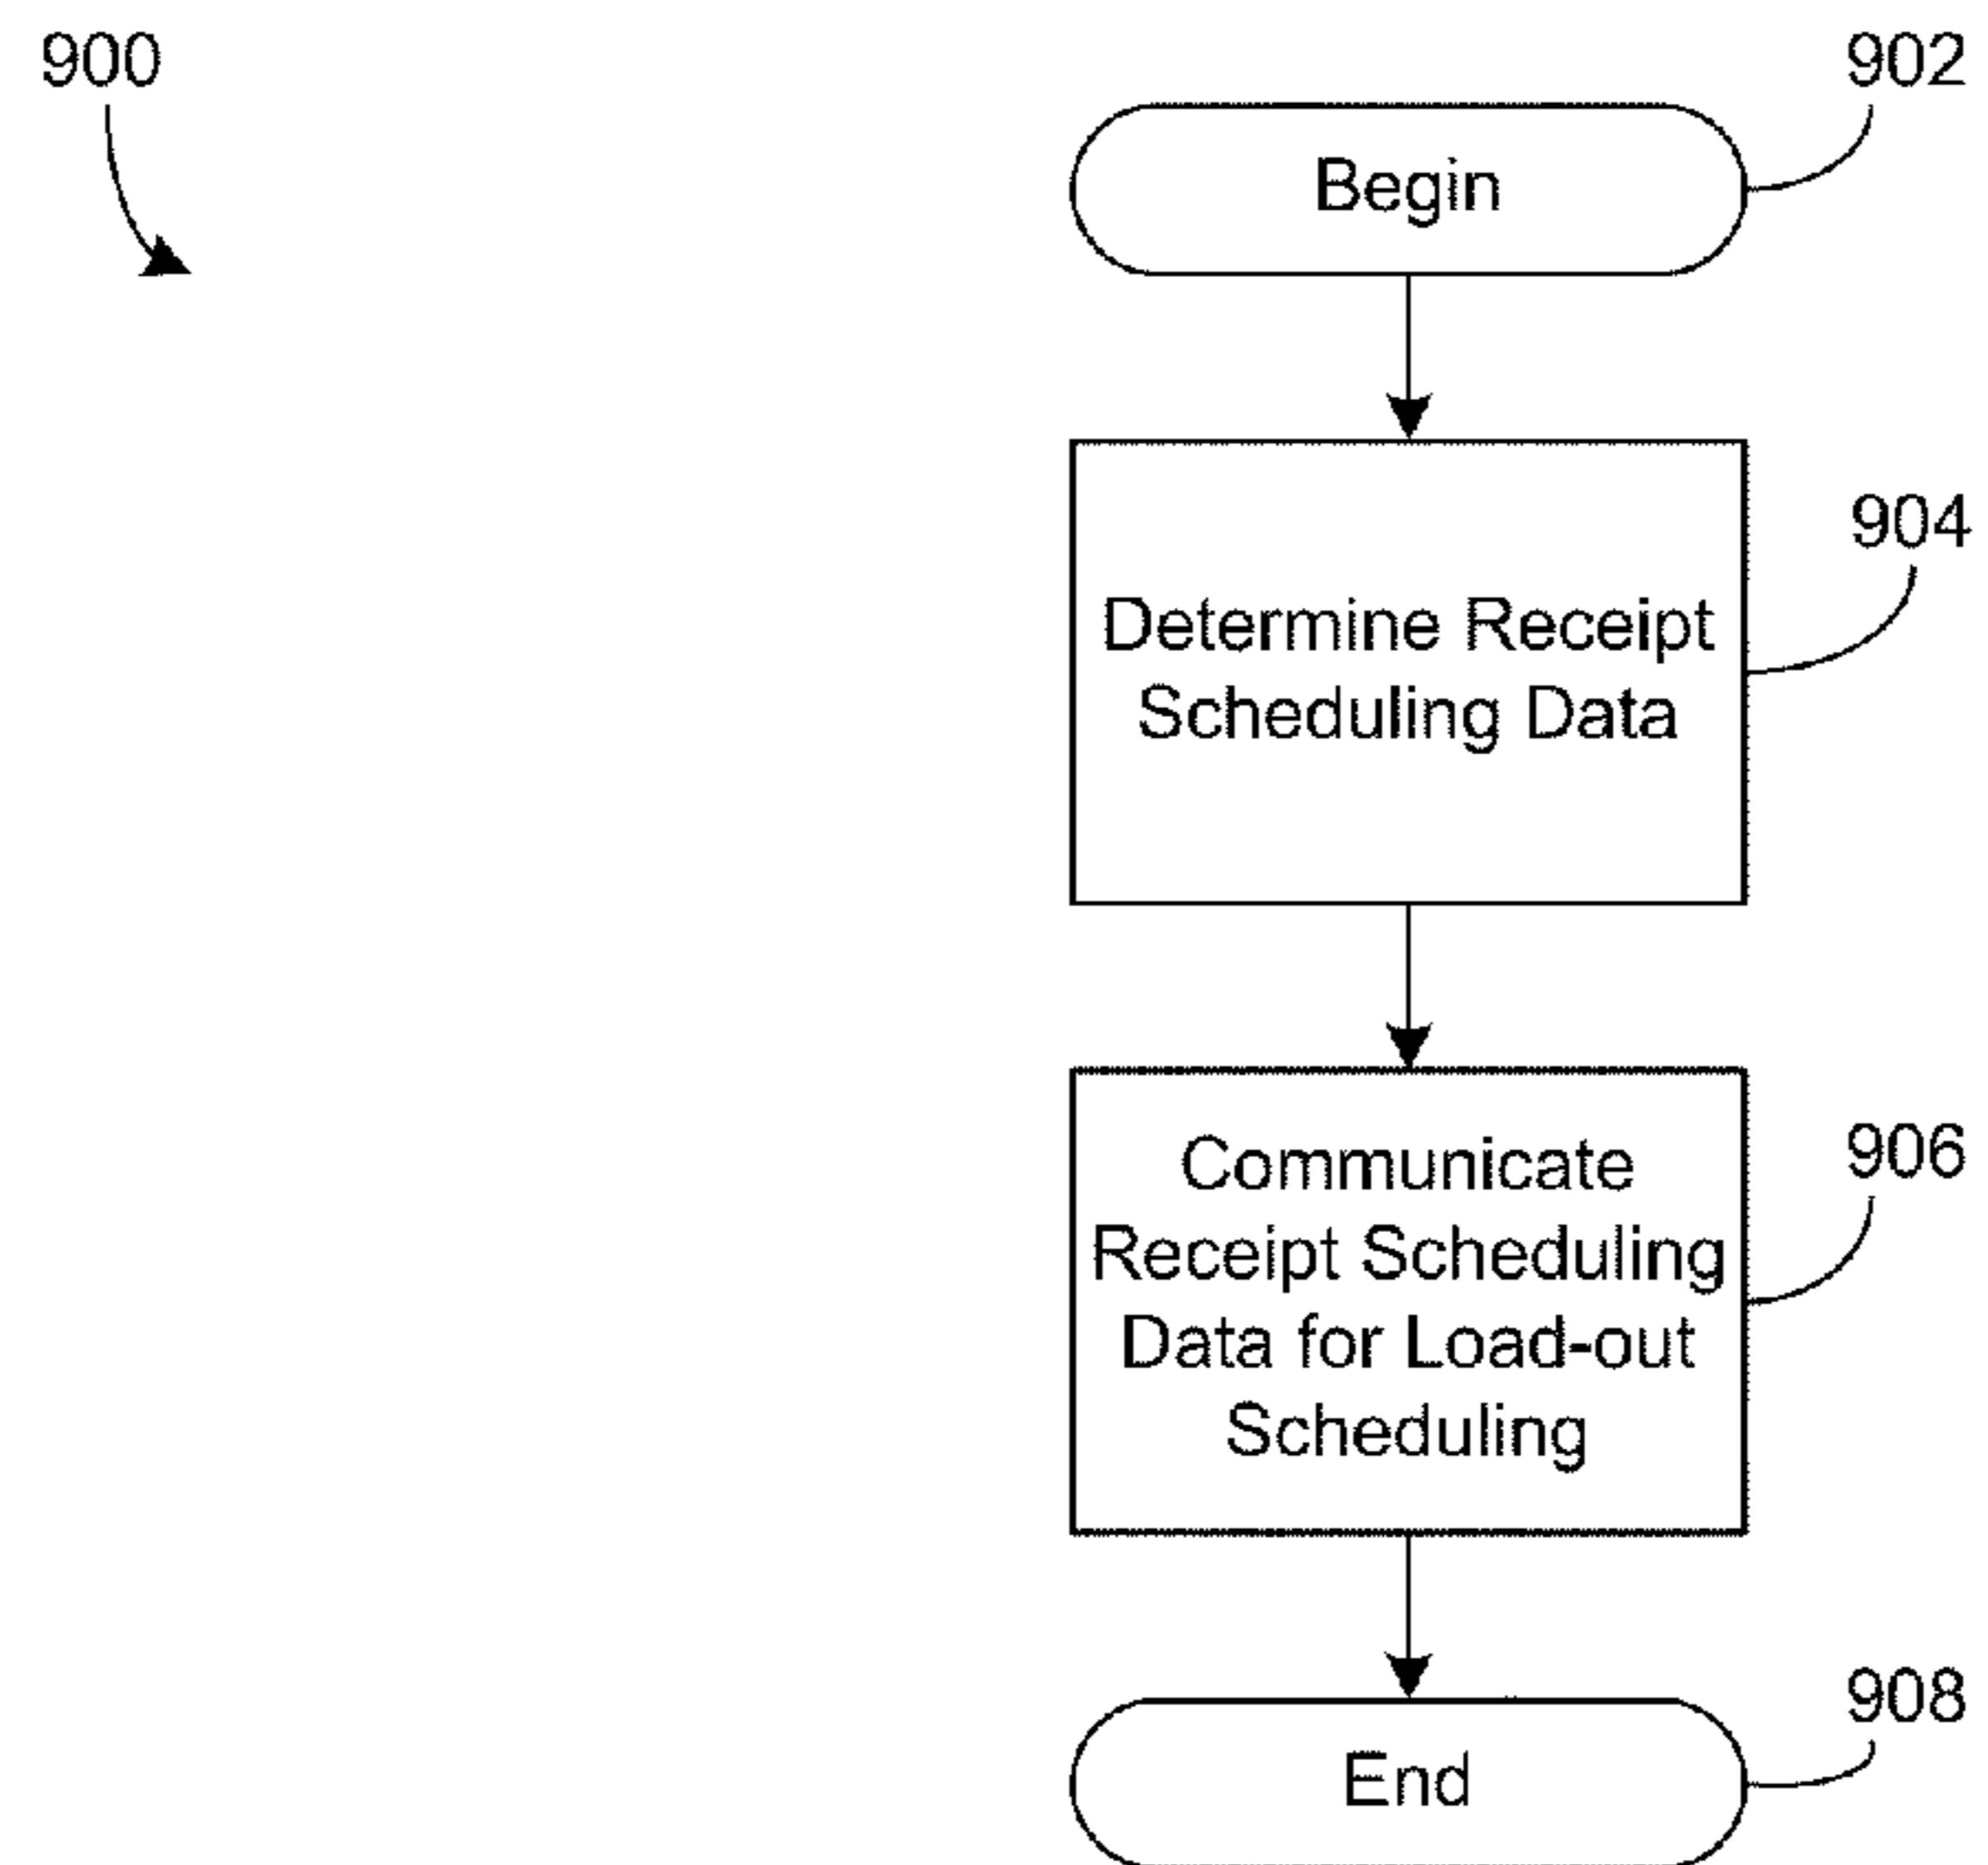 900
902
Begin
904
Determine Receipt
Scheduling Data
906
Communicate
Receipt Scheduling
Data for Load-out
Scheduling
908
End